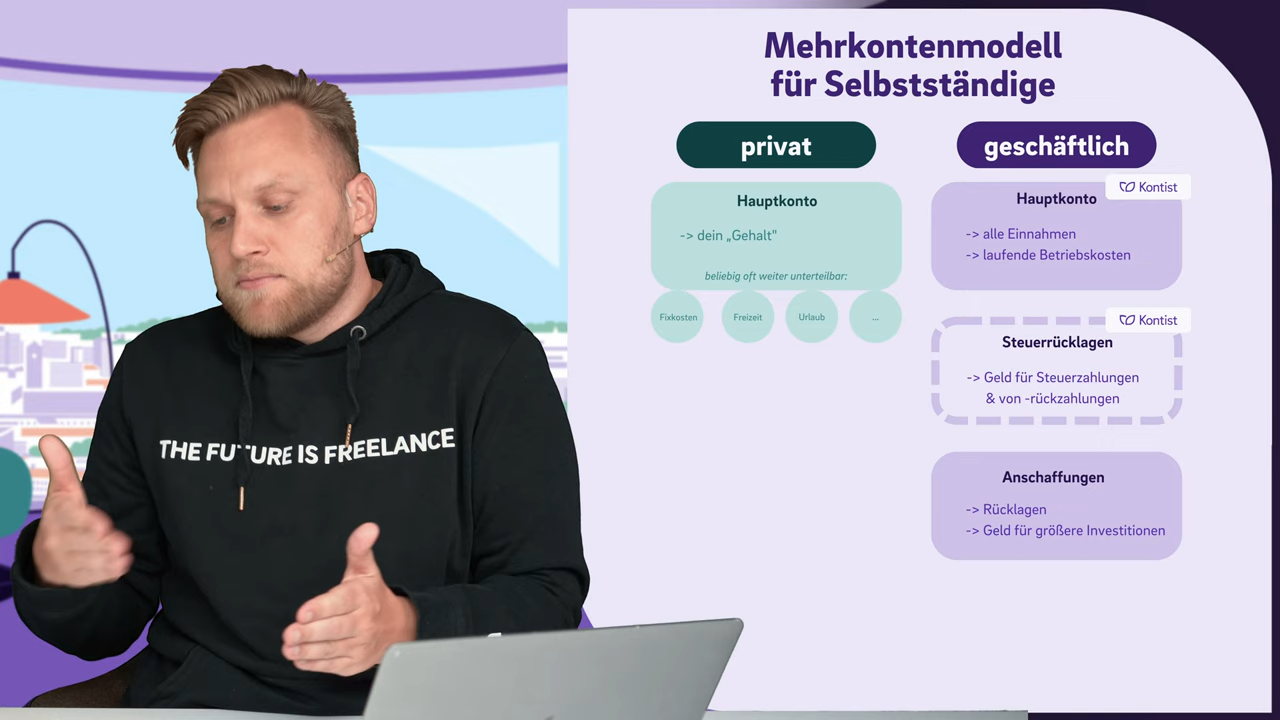 Mehrkontenmodell
für Selbstständige
privat
Hauptkonto
-> dein „Gehalt"
beliebig oft weiter unterteilbar:
Fixkosten
Freizeit
Urlaub
...
geschäftlich
Kontist
Hauptkonto
-> alle Einnahmen
-> laufende Betriebskosten
Kontist
Steuerrücklagen
-> Geld für Steuerzahlungen
& von -rückzahlungen
Anschaffungen
-> Rücklagen
-> Geld für größere Investitionen
THE FUTURE IS FREELANCE